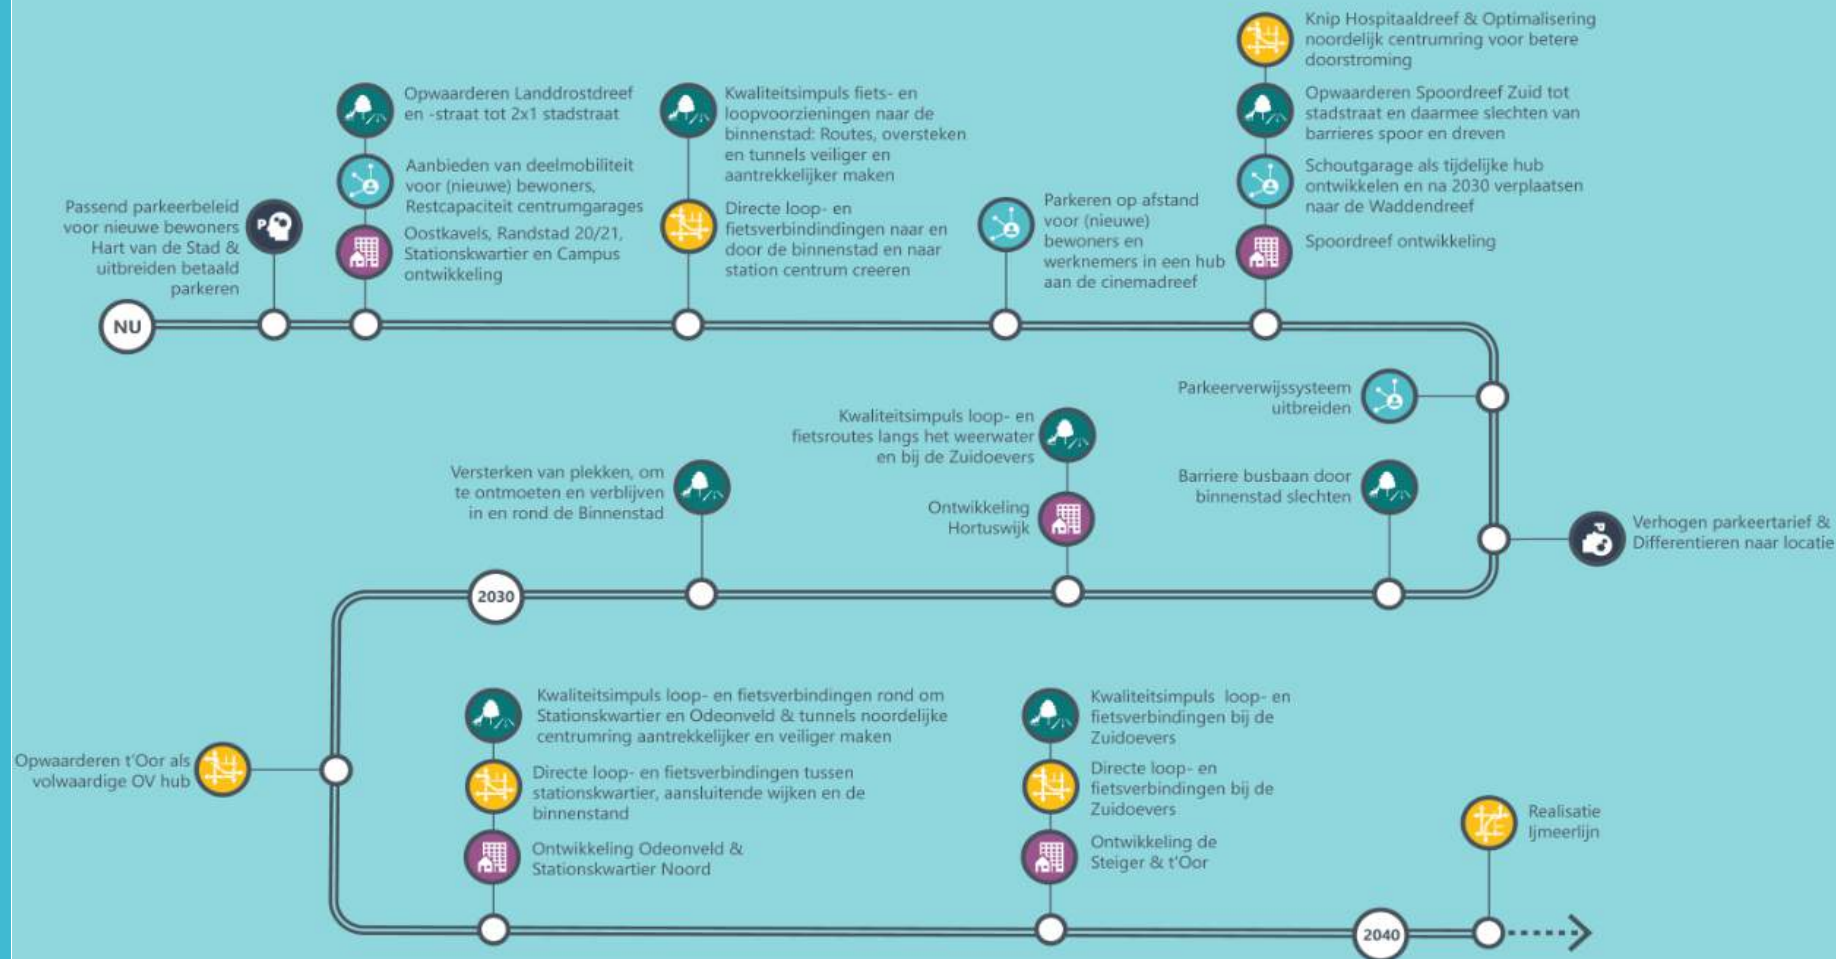 Passend parkeerbeleid
voor nieuwe bewoners
Hart van de Stad &
uitbreiden betaald
parkeren
P
NU
Opwaarderen Landdrostdreef
en -straat tot 2x1 stadstraat
Aanbieden van deelmobiliteit
voor (nieuwe) bewoners,
Restcapaciteit centrumgarages
Oostkavels, Randstad 20/21,
Stationskwartier en Campus
ontwikkeling
Kwaliteitsimpuls fiets- en
loopvoorzieningen naar de
binnenstad: Routes, oversteken
en tunnels veiliger en
aantrekkelijker maken
Directe loop- en
fietsverbindindingen naar en
door de binnenstad en naar
station centrum creeren
Parkeren op afstand
voor (nieuwe)
bewoners en
werknemers in een hub
aan de cinemadreef
Knip Hospitaaldreef & Optimalisering
noordelijk centrumring voor betere
doorstroming
Opwaarderen Spoordreef Zuid tot
stadstraat en daarmee slechten van
barrieres spoor en dreven
Schoutgarage als tijdelijke hub
ontwikkelen en na 2030 verplaatsen
naar de Waddendreef
Spoordreef ontwikkeling
Parkeerverwijssysteem
uitbreiden
Verhogen parkeertarief &
Differentieren naar locatie
P
Barriere busbaan door
binnenstad slechten
Kwaliteitsimpuls loop- en
fietsroutes langs het weerwater
en bij de Zuidoevers
Ontwikkeling
Hortuswijk
Versterken van plekken, om
te ontmoeten en verblijven
in en rond de Binnenstad
2030
Opwaarderen t'Oor als
volwaardige OV hub
Kwaliteitsimpuls loop- en fietsverbindingen rond om
Stationskwartier en Odeonveld & tunnels noordelijke
centrumring aantrekkelijker en veiliger maken
Directe loop- en fietsverbindingen tussen
stationskwartier, aansluitende wijken en de
binnenstand
Ontwikkeling Odeonveld &
Stationskwartier Noord
Kwaliteitsimpuls loop- en
fietsverbindingen bij de
Zuidoevers
Directe loop- en
fietsverbindingen bij de
Zuidoevers
Ontwikkeling de
Steiger & t'Oor
2040
Realisatie
Ijmeerlijn